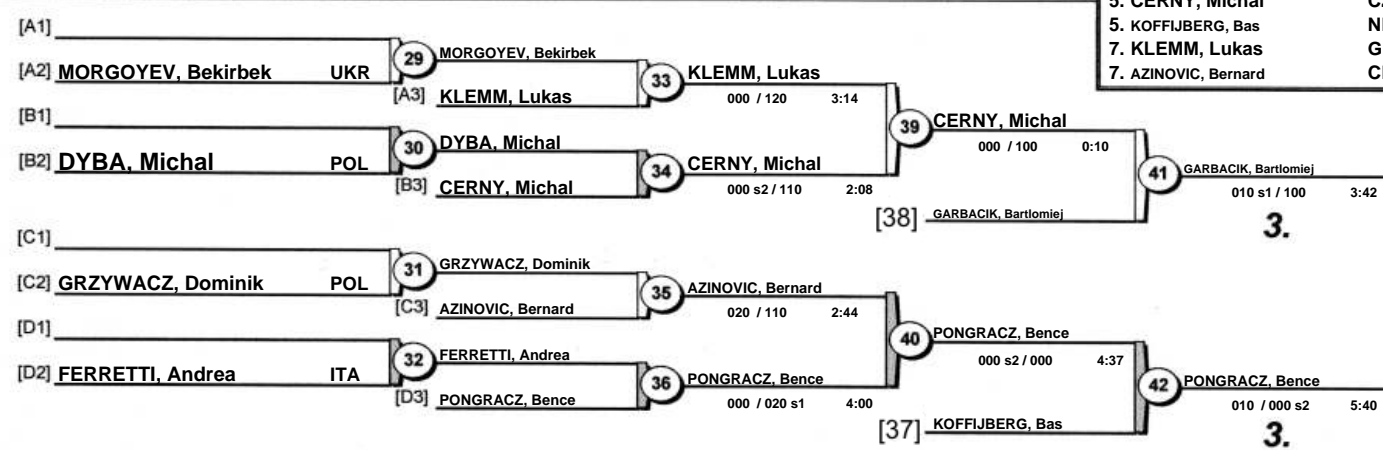 5. CERNY, Michal
5. KOFFIJBERG, Bas
7. KLEMM, Lukas
7. AZINOVIC, Bernard
[A1]
[A2] MORGOYEV, Bekirbek UKR
29
MORGOYEV, Bekirbek
[A3] KLEMM, Lukas
33
KLEMM, Lukas
000 / 120 3:14
[B1]
[B2] DYBA, Michal POL
30
DYBA, Michal
[B3] CERNY, Michal
34
CERNY, Michal
000 s2 / 110 2:08
39
CERNY, Michal
000 / 100 0:10
[38] GARBACIK, Bartlomiej
41
GARBACIK, Bartlomiej
010 s1 / 100 3:42
3.
[C1]
[C2] GRZYWACZ, Dominik POL
31
GRZYWACZ, Dominik
[C3] AZINOVIC, Bernard
35
AZINOVIC, Bernard
020 / 110 2:44
[D1]
[D2] FERRETTI, Andrea ITA
32
FERRETTI, Andrea
[D3] PONGRACZ, Bence
36
PONGRACZ, Bence
000 / 020 s1 4:00
40
PONGRACZ, Bence
000 s2 / 000 4:37
[37] KOFFIJBERG, Bas
42
PONGRACZ, Bence
010 / 000 s2 5:40
3.